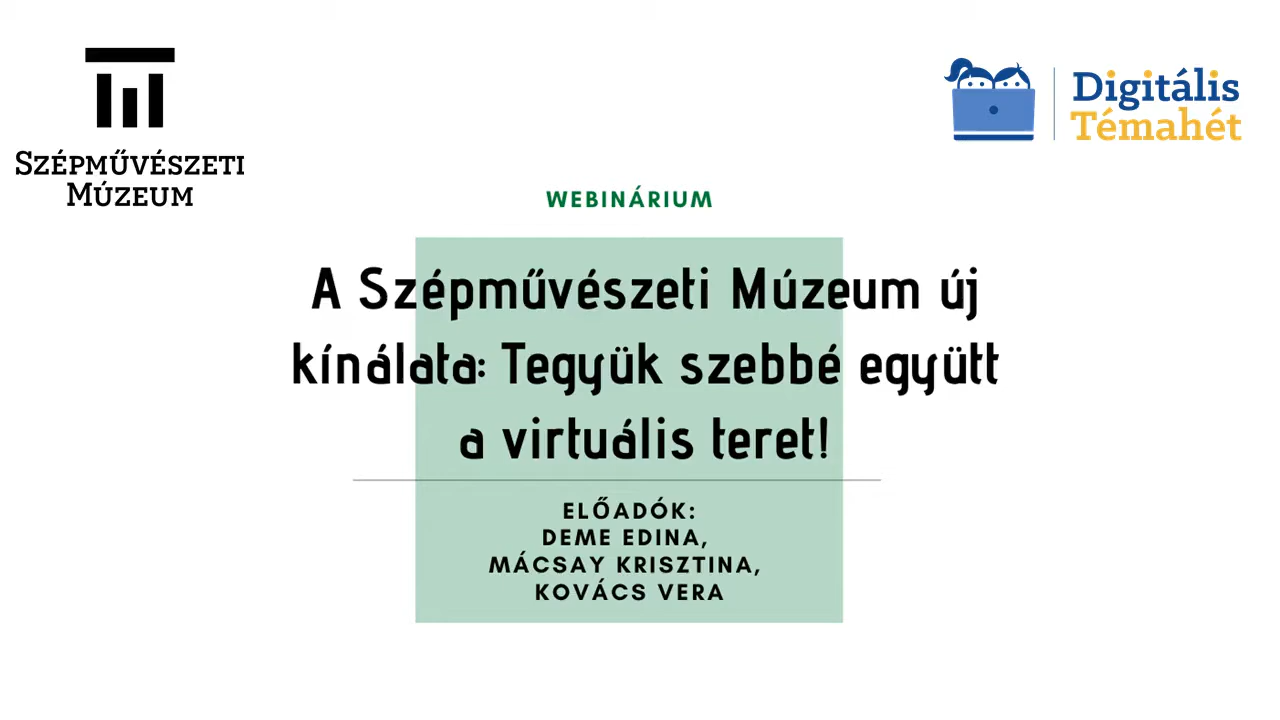 SZÉPMŰVÉSZETI
MÚZEUM
Digitális
Témahét
WEBINÁRIUM
A Szépművészeti Múzeum új
kínálata: Tegyük szebbé együtt
a virtuális teret!
ELŐADÓK:
DEME EDINA,
MÁCSAY KRISZTINA,
KOVÁCS VERA